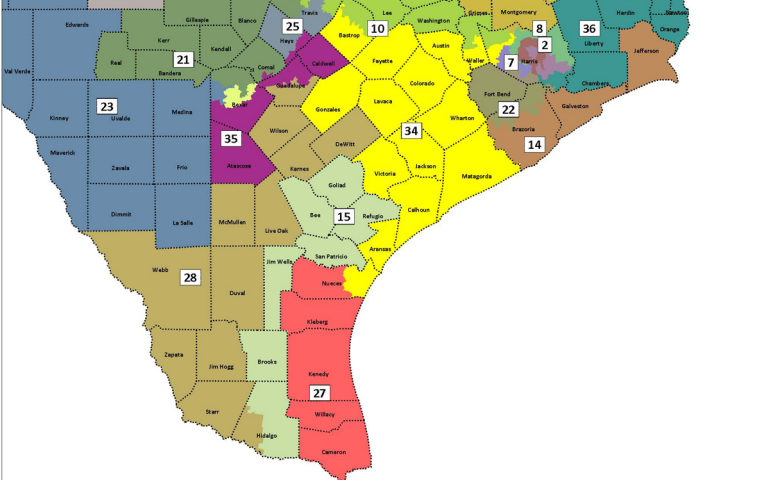 Travis
Lee
Grimes
Montgomery
Hardin
Edwards
Gillespie
Blanco
25
10
Washington
8
36
Orange
Kerr
Hays
Bastrop
Austin
2
Liberty
Real
21
Kendall
Comal
Caldwell
Fayette
Waller
7
Harris
Jefferson
Val Verde
Bandera
Guadalupe
Colorado
Chambers
23
Medina
Bexar
Gonzales
Lavaca
Fort Bend
22
Galveston
Kinney
Uvalde
Wilson
34
Wharton
Brazoria
14
35
DeWitt
Maverick
Zavala
Frio
Atascosa
Karnes
Victoria
Jackson
Matagorda
Goliad
Dimmit
La Salle
McMullen
Live Oak
Bee
15
Refugio
Calhoun
Aransas
San Patricio
Jim Wells
Webb
28
Duval
Nueces
Kleberg
Zapata
Jim Hogg
Brooks
Kenedy
27
Starr
Hidalgo
Willacy
Cameron